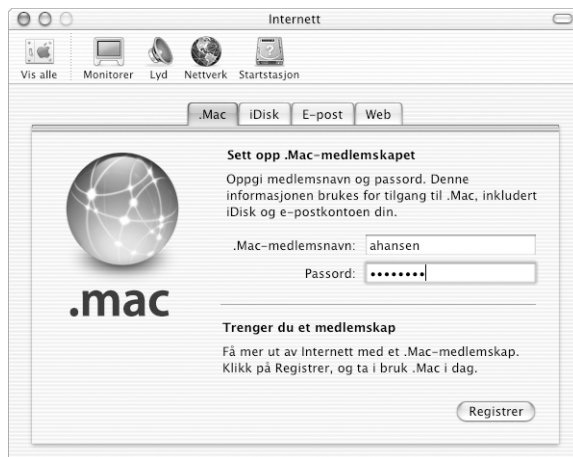 Internett
Vis alle Monitorer Lyd Nettverk Startstasjon
.Mac iDisk E-post Web
Sett opp .Mac-medlemskapet
Oppgi medlemsnavn og passord. Denne
informasjonen brukes for tilgang til .Mac, inkludert
iDisk og e-postkontoen din.
.Mac-medlemsnavn: ahansen
Passord: ••••••••
.mac
Trenger du et medlemskap
Få mer ut av Internett med et .Mac-medlemskap.
Klikk på Registrer, og ta i bruk .Mac i dag.
Registrer